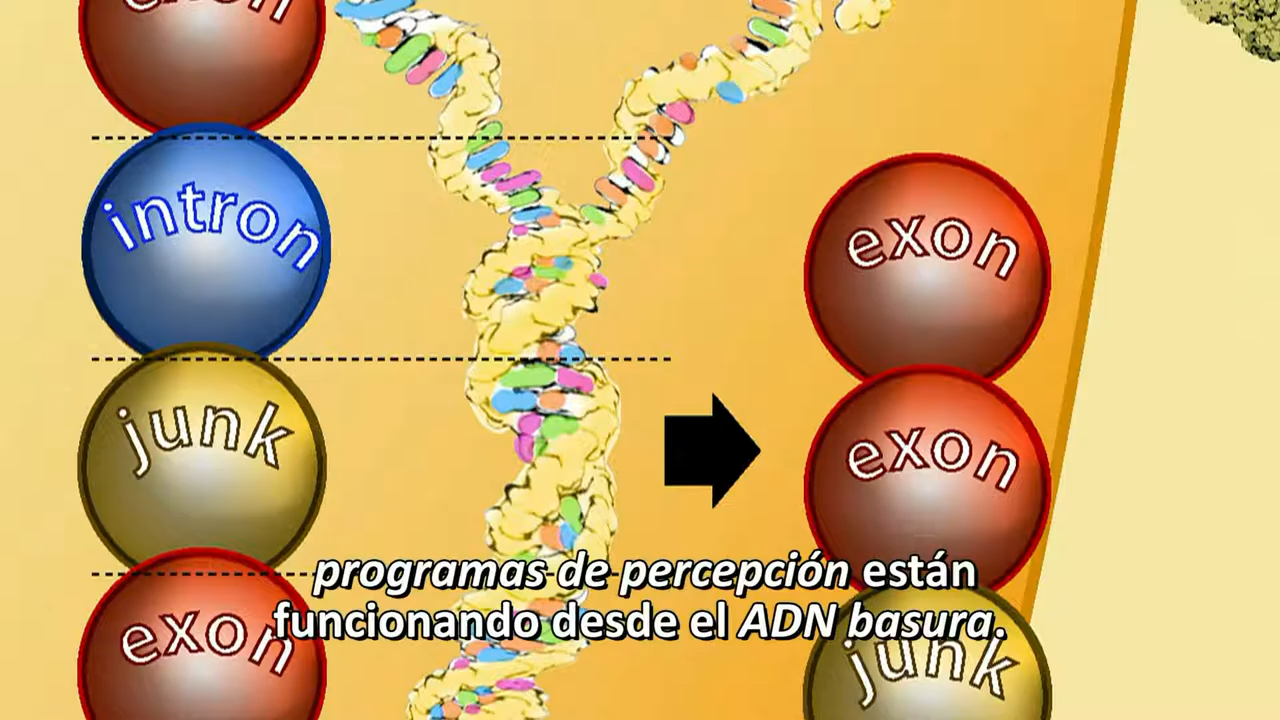 exon
intron
exon
junk
exon
programas de percepción están
funcionando desde el ADN basura.
exon
junk